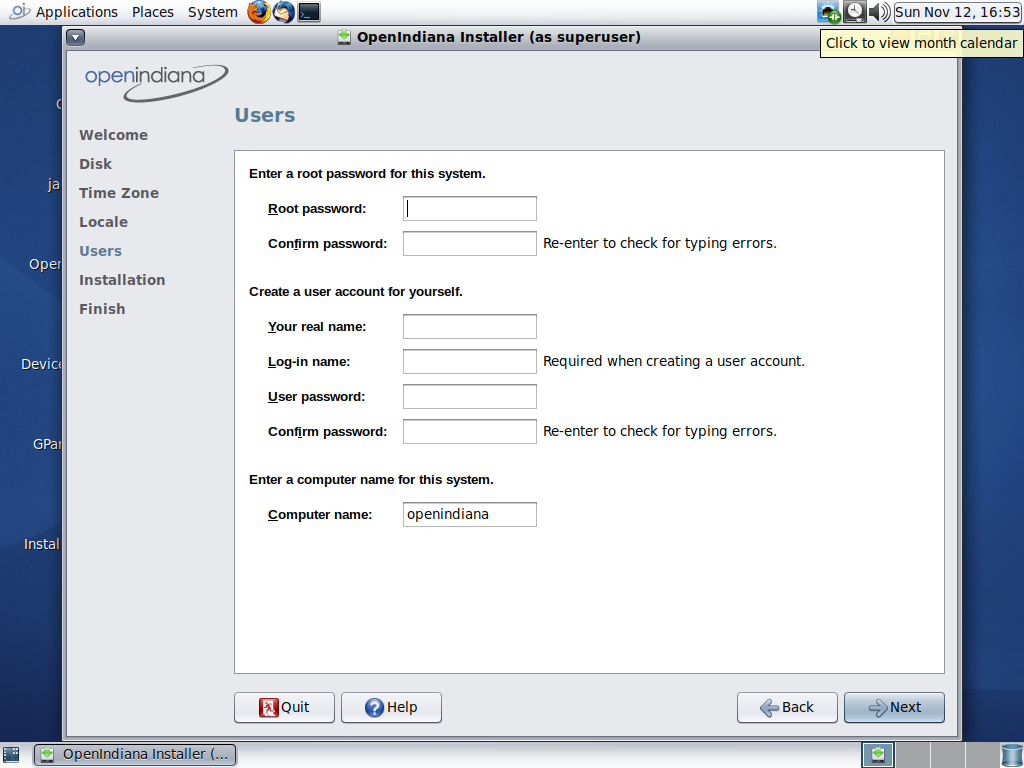 Applications Places System
Sun Nov 12, 16:53
OpenIndiana Installer (as superuser)
Click to view month calendar
openindiana
Users
Welcome
Disk
Time Zone
Locale
Users
Installation
Finish
Enter a root password for this system.
Root password:
Confirm password: Re-enter to check for typing errors.
Create a user account for yourself.
Your real name:
Log-in name: Required when creating a user account.
User password:
Confirm password: Re-enter to check for typing errors.
Enter a computer name for this system.
Computer name: openindiana
ja
Open
Device
GPar
Instal
Quit Help Back Next
OpenIndiana Installer (...